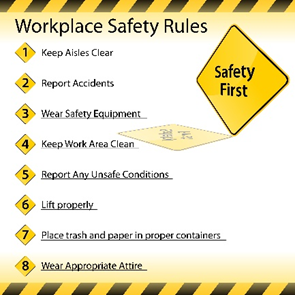 Workplace Safety Rules
1 Keep Aisles Clear
2 Report Accidents
3 Wear Safety Equipment
4 Keep Work Area Clean
5 Report Any Unsafe Conditions
6 Lift properly
7 Place trash and paper in proper containers
8 Wear Appropriate Attire
Safety
First